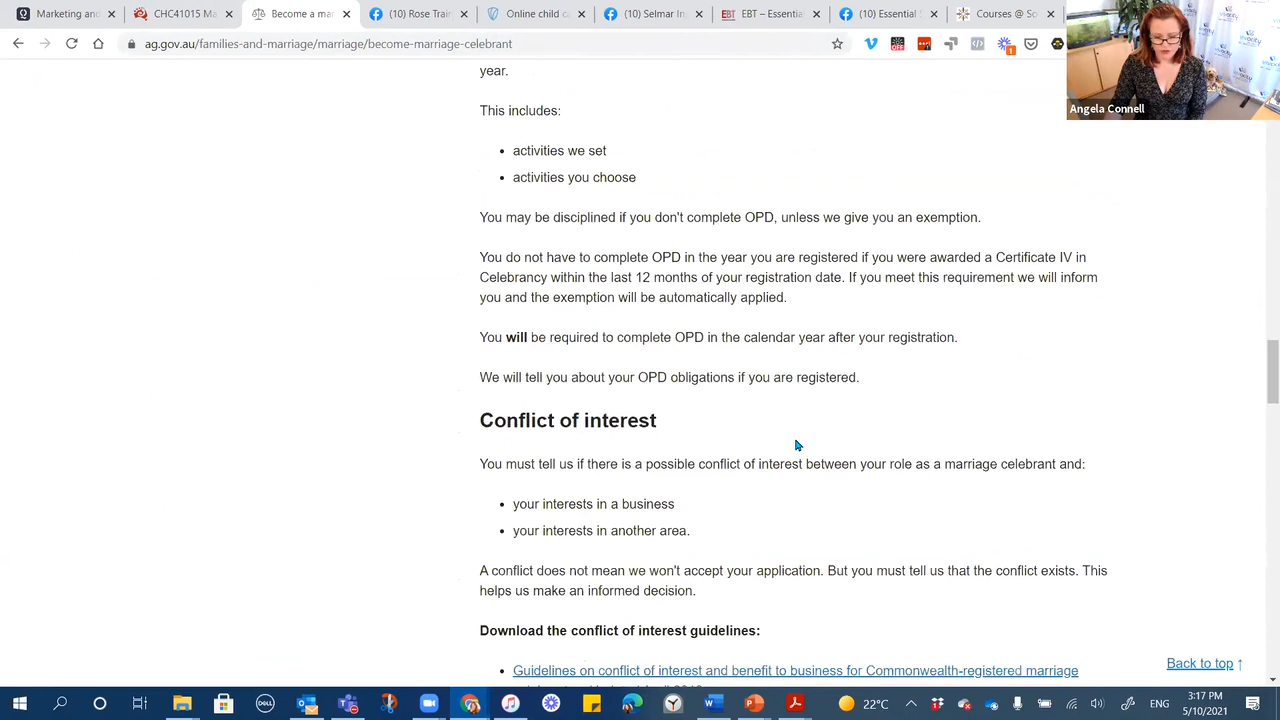 Marketing and
CHC41015 Ma
Become a mar
(10) Rose Train
Online child c
(10) Selmar In
EBT EBT – Essentia
(10) Essential
Courses @ So
ag.gov.au/families-and-marriage/marriage/become-marriage-celebrant
OFF
1
Angela Connell
year.
This includes:
• activities we set
• activities you choose
You may be disciplined if you don't complete OPD, unless we give you an exemption.
You do not have to complete OPD in the year you are registered if you were awarded a Certificate IV in
Celebrancy within the last 12 months of your registration date. If you meet this requirement we will inform
you and the exemption will be automatically applied.
You will be required to complete OPD in the calendar year after your registration.
We will tell you about your OPD obligations if you are registered.
Conflict of interest
You must tell us if there is a possible conflict of interest between your role as a marriage celebrant and:
• your interests in a business
• your interests in another area.
A conflict does not mean we won't accept your application. But you must tell us that the conflict exists. This
helps us make an informed decision.
Download the conflict of interest guidelines:
• Guidelines on conflict of interest and benefit to business for Commonwealth-registered marriage
Back to top ↑
22°C
ENG
3:17 PM
5/10/2021